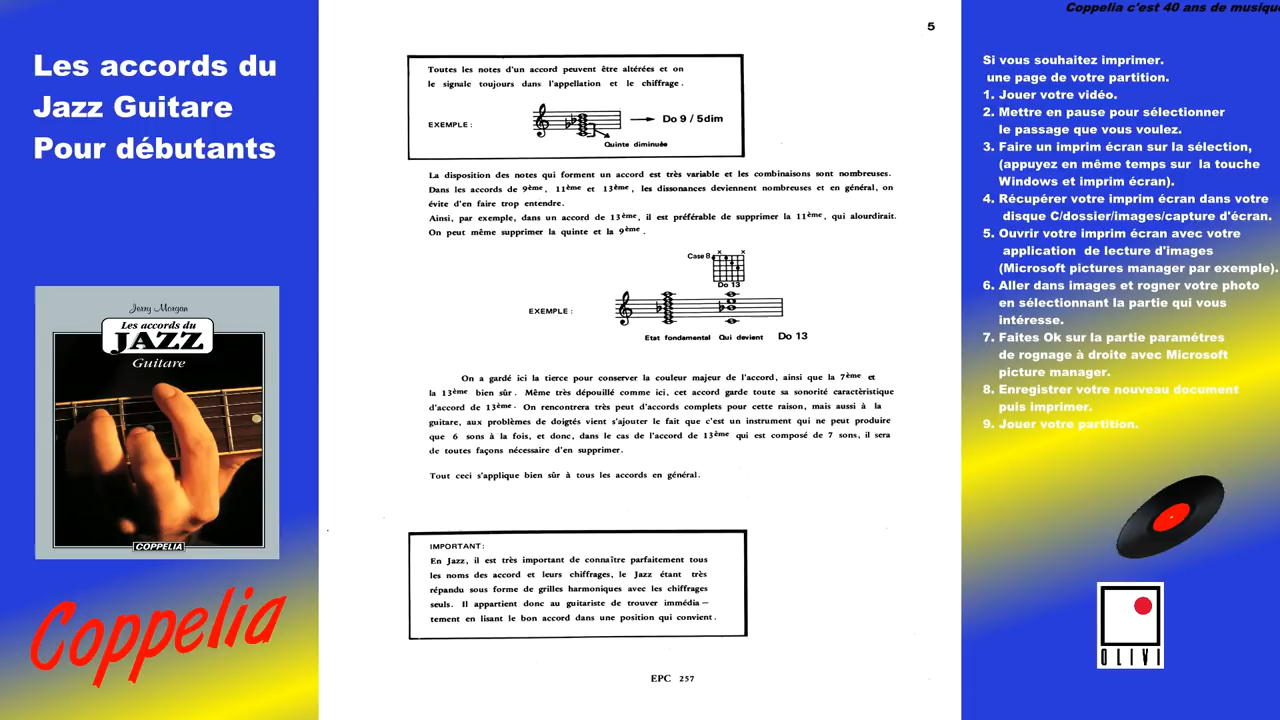 Les accords du
Jazz Guitare
Pour débutants
Jerry Morgan
Les accords du
JAZZ
Guitare
COPPELIA
Coppelia
5
Toutes les notes d'un accord peuvent être altérées et on
le signale toujours dans l'appellation et le chiffrage.
EXEMPLE :
Do 9 / 5dim
Quinte diminuée
La disposition des notes qui forment un accord est très variable et les combinaisons sont nombreuses.
Dans les accords de 9ème, 11ème et 13ème, les dissonances deviennent nombreuses et en général, on
évite d'en faire trop entendre.
Ainsi, par exemple, dans un accord de 13ème, il est préférable de supprimer la 11ème, qui alourdirait.
On peut même supprimer la quinte et la 9ème.
Case 8
x x
Do 13
EXEMPLE :
Etat fondamental Qui devient Do 13
On a gardé ici la tierce pour conserver la couleur majeur de l'accord, ainsi que la 7ème et
la 13ème bien sûr. Même très dépouillé comme ici, cet accord garde toute sa sonorité caractèristique
d'accord de 13ème. On rencontrera très peu d'accords complets pour cette raison, mais aussi à la
guitare, aux problèmes de doigtés vient s'ajouter le fait que c'est un instrument qui ne peut produire
que 6 sons à la fois, et donc, dans le cas de l'accord de 13ème qui est composé de 7 sons, il sera
de toutes façons nécessaire d'en supprimer.
Tout ceci s'applique bien sûr à tous les accords en général.
IMPORTANT :
En Jazz, il est très important de connaître parfaitement tous
les noms des accord et leurs chiffrages, le Jazz étant très
répandu sous forme de grilles harmoniques avec les chiffrages
seuls. Il appartient donc au guitariste de trouver immédia –
tement en lisant le bon accord dans une position qui convient.
EPC 257
Coppelia c'est 40 ans de musique
Si vous souhaitez imprimer.
une page de votre partition.
1. Jouer votre vidéo.
2. Mettre en pause pour sélectionner
le passage que vous voulez.
3. Faire un imprim écran sur la sélection,
(appuyez en même temps sur la touche
Windows et imprim écran).
4. Récupérer votre imprim écran dans votre
disque C/dossier/images/capture d'écran.
5. Ouvrir votre imprim écran avec votre
application de lecture d'images
(Microsoft pictures manager par exemple).
6. Aller dans images et rogner votre photo
en sélectionnant la partie qui vous
intéresse.
7. Faites Ok sur la partie paramétres
de rognage à droite avec Microsoft
picture manager.
8. Enregistrer votre nouveau document
puis imprimer.
9. Jouer votre partition.
OLIVI